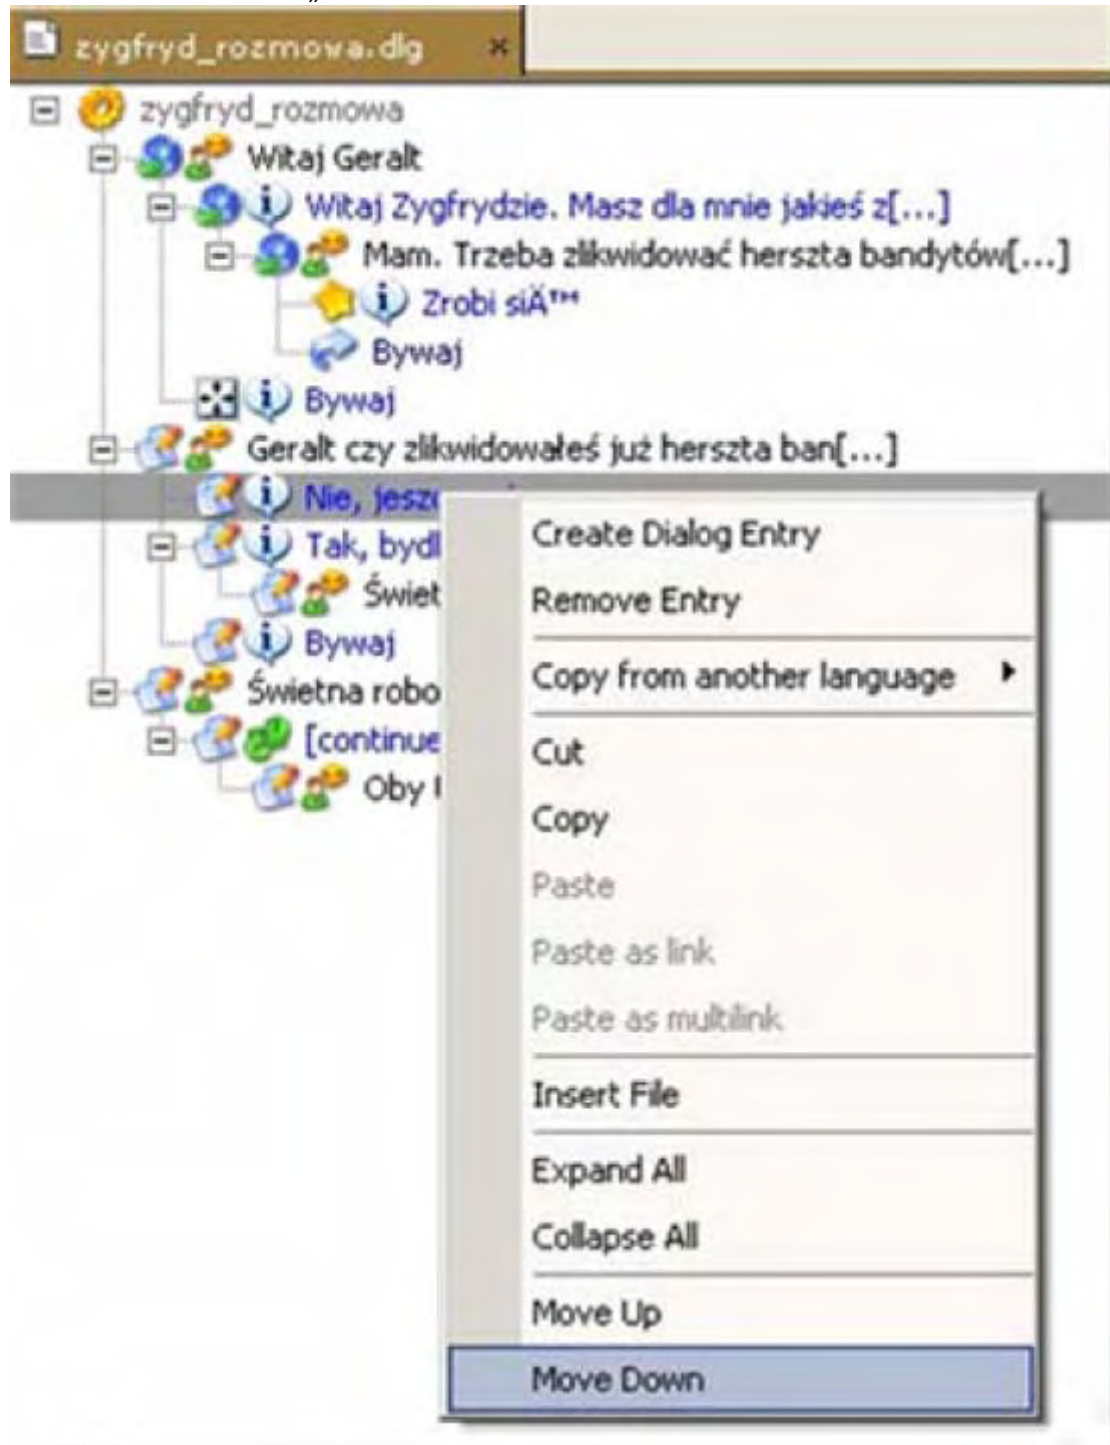 zygfryd_rozmowa.dlg ×
zygfryd_rozmowa
Witaj Geralt
Witaj Zygfrydzie. Masz dla mnie jakieś z[...]
Mam. Trzeba zlikwidować herszta bandytów[...]
Zrobi siÄ™
Bywaj
Bywaj
Geralt czy zlikwidowałeś już herszta ban[...]
Nie, jeszc
Tak, bydl
Świet
Bywaj
Świetna robo
[continue
Oby
Create Dialog Entry
Remove Entry
Copy from another language
Cut
Copy
Paste
Paste as link
Paste as multilink
Insert File
Expand All
Collapse All
Move Up
Move Down